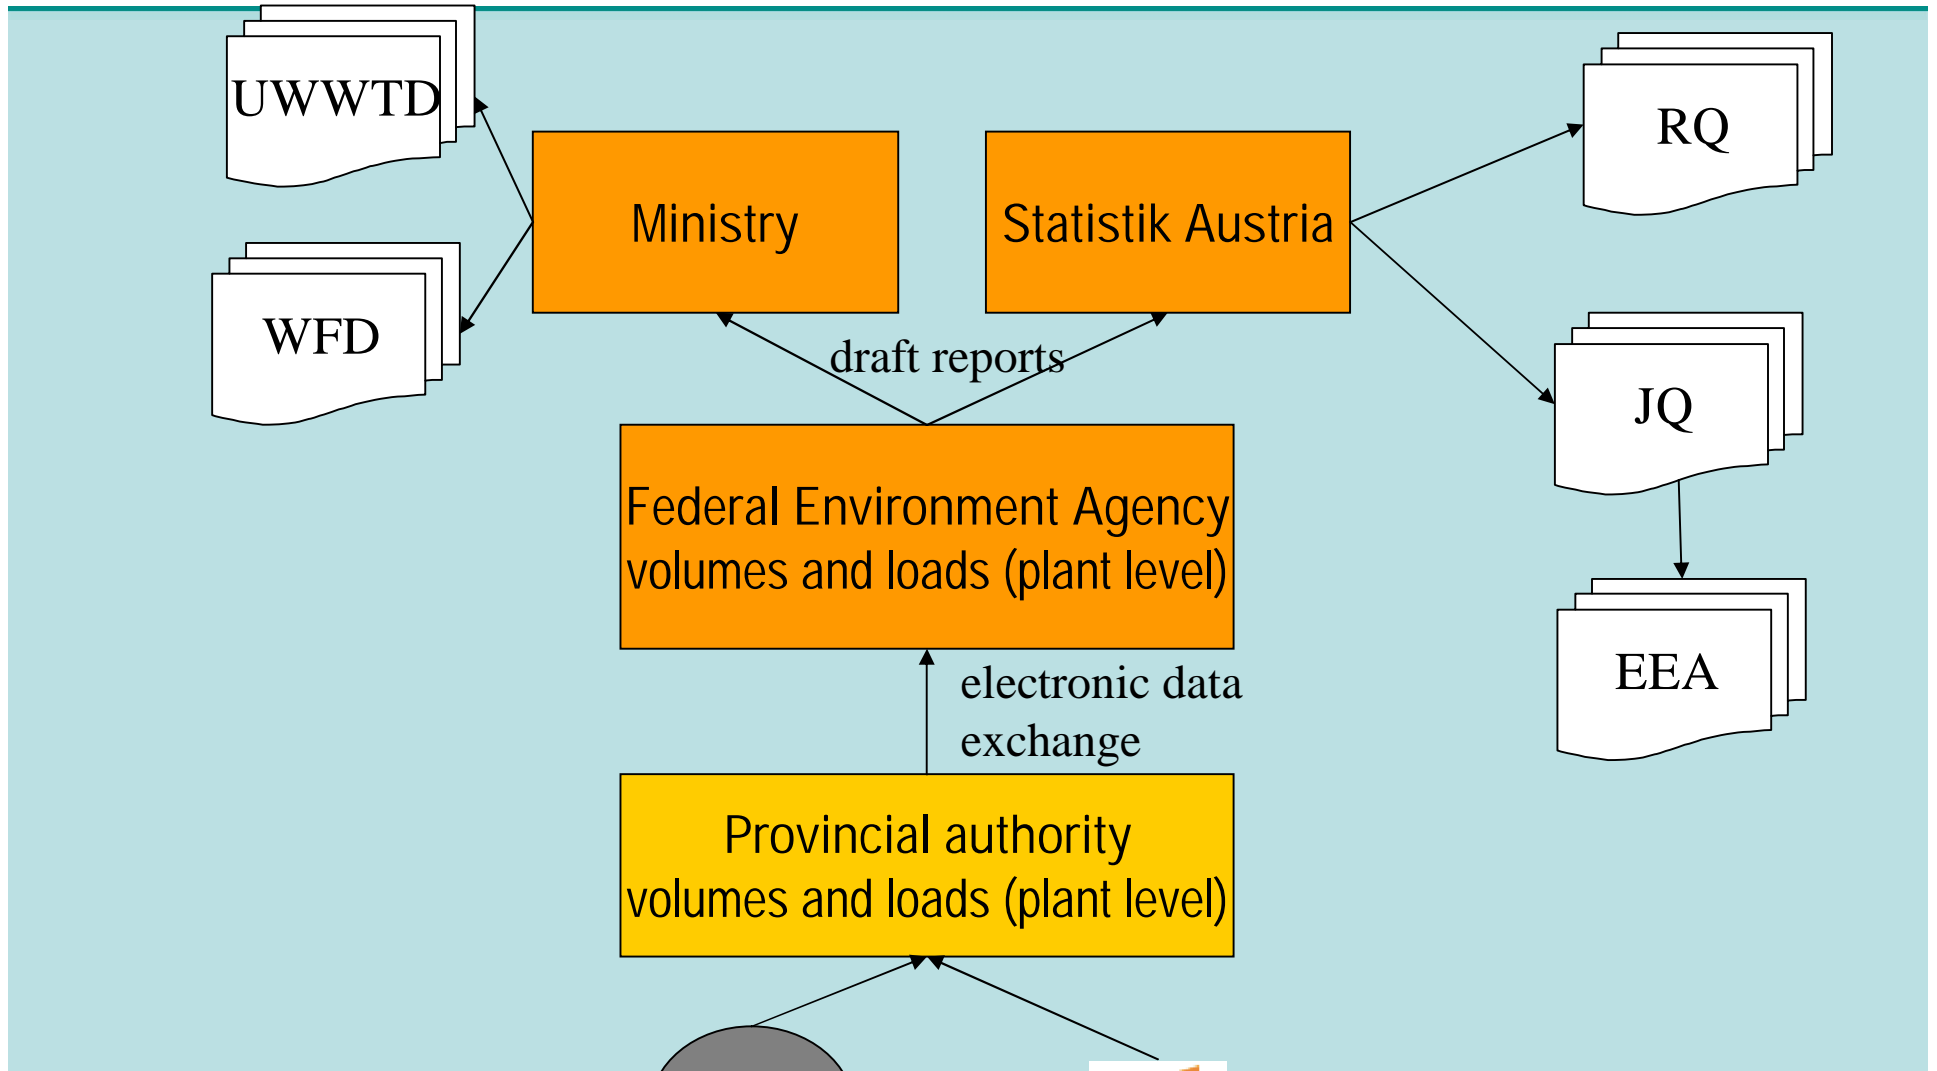 UWWTD
RQ
Ministry
Statistik Austria
WFD
draft reports
JQ
Federal Environment Agency
volumes and loads (plant level)
EEA
electronic data
exchange
Provincial authority
volumes and loads (plant level)